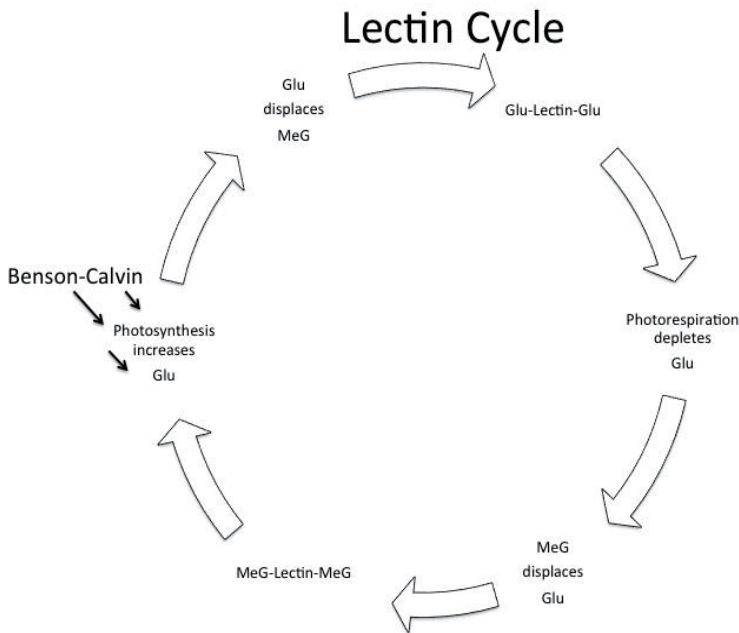 Lectin Cycle
Glu
displaces
MeG
Glu-Lectin-Glu
Photorespiration
depletes
Glu
MeG
displaces
Glu
MeG-Lectin-MeG
Benson-Calvin
Photosynthesis
increases
Glu